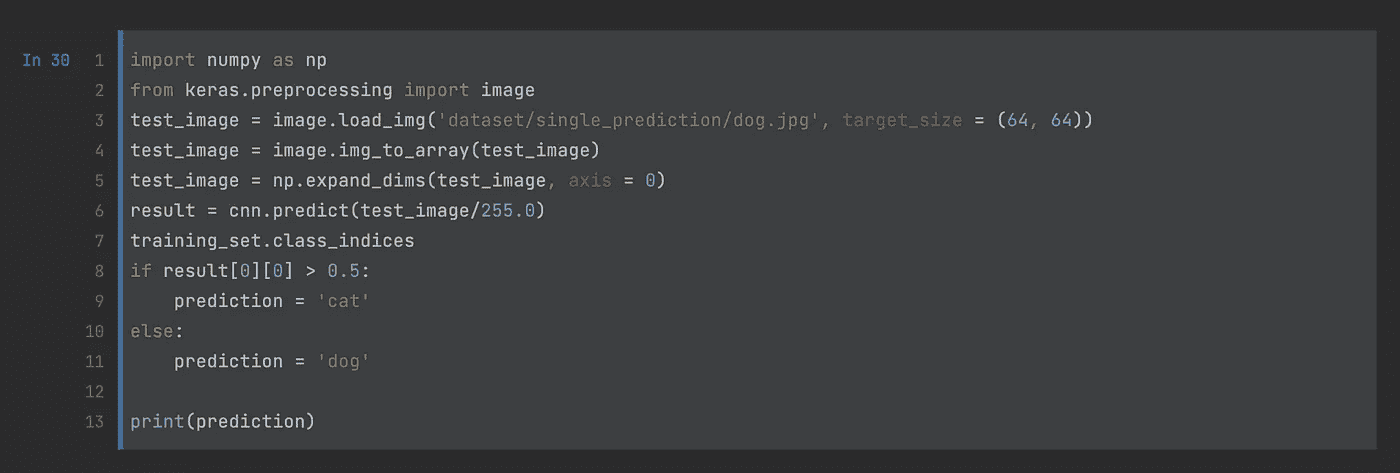 In 30
1 import numpy as np
2 from keras.preprocessing import image
3 test_image = image.load_img('dataset/single_prediction/dog.jpg', target_size = (64, 64))
4 test_image = image.img_to_array(test_image)
5 test_image = np.expand_dims(test_image, axis = 0)
6 result = cnn.predict(test_image/255.0)
7 training_set.class_indices
8 if result[0][0] > 0.5:
9     prediction = 'cat'
10 else:
11     prediction = 'dog'
12
13 print(prediction)